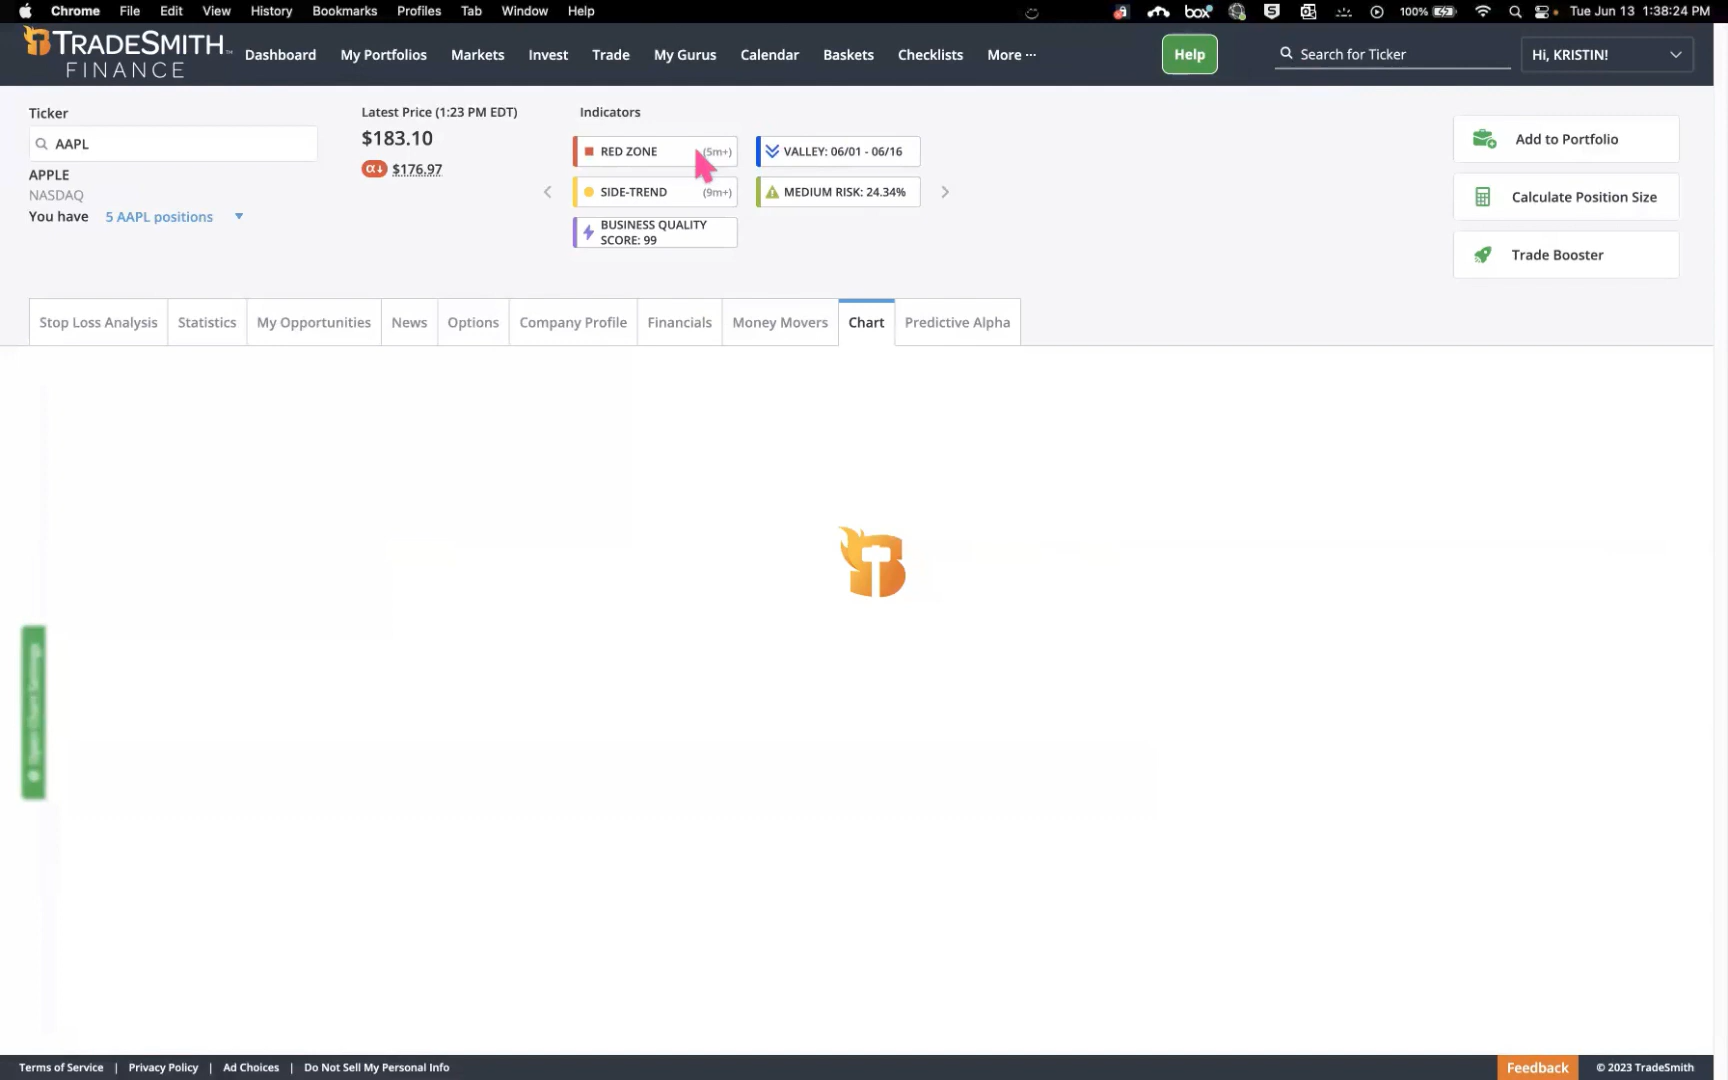 Chrome File Edit View History Bookmarks Profiles Tab Window Help 100% Tue Jun 13 1:38:24 PM
TRADESMITH™
FINANCE
Dashboard My Portfolios Markets Invest Trade My Gurus Calendar Baskets Checklists More ··· Help Search for Ticker Hi, KRISTIN!
Ticker
AAPL
APPLE
NASDAQ
You have 5 AAPL positions
Latest Price (1:23 PM EDT)
$183.10
α↓ $176.97
Indicators
RED ZONE (5m+)
VALLEY: 06/01 - 06/16
SIDE-TREND (9m+)
MEDIUM RISK: 24.34%
BUSINESS QUALITY
SCORE: 99
Add to Portfolio
Calculate Position Size
Trade Booster
Stop Loss Analysis Statistics My Opportunities News Options Company Profile Financials Money Movers Chart Predictive Alpha
Open Chart Settings
Terms of Service | Privacy Policy | Ad Choices | Do Not Sell My Personal Info Feedback © 2023 TradeSmith